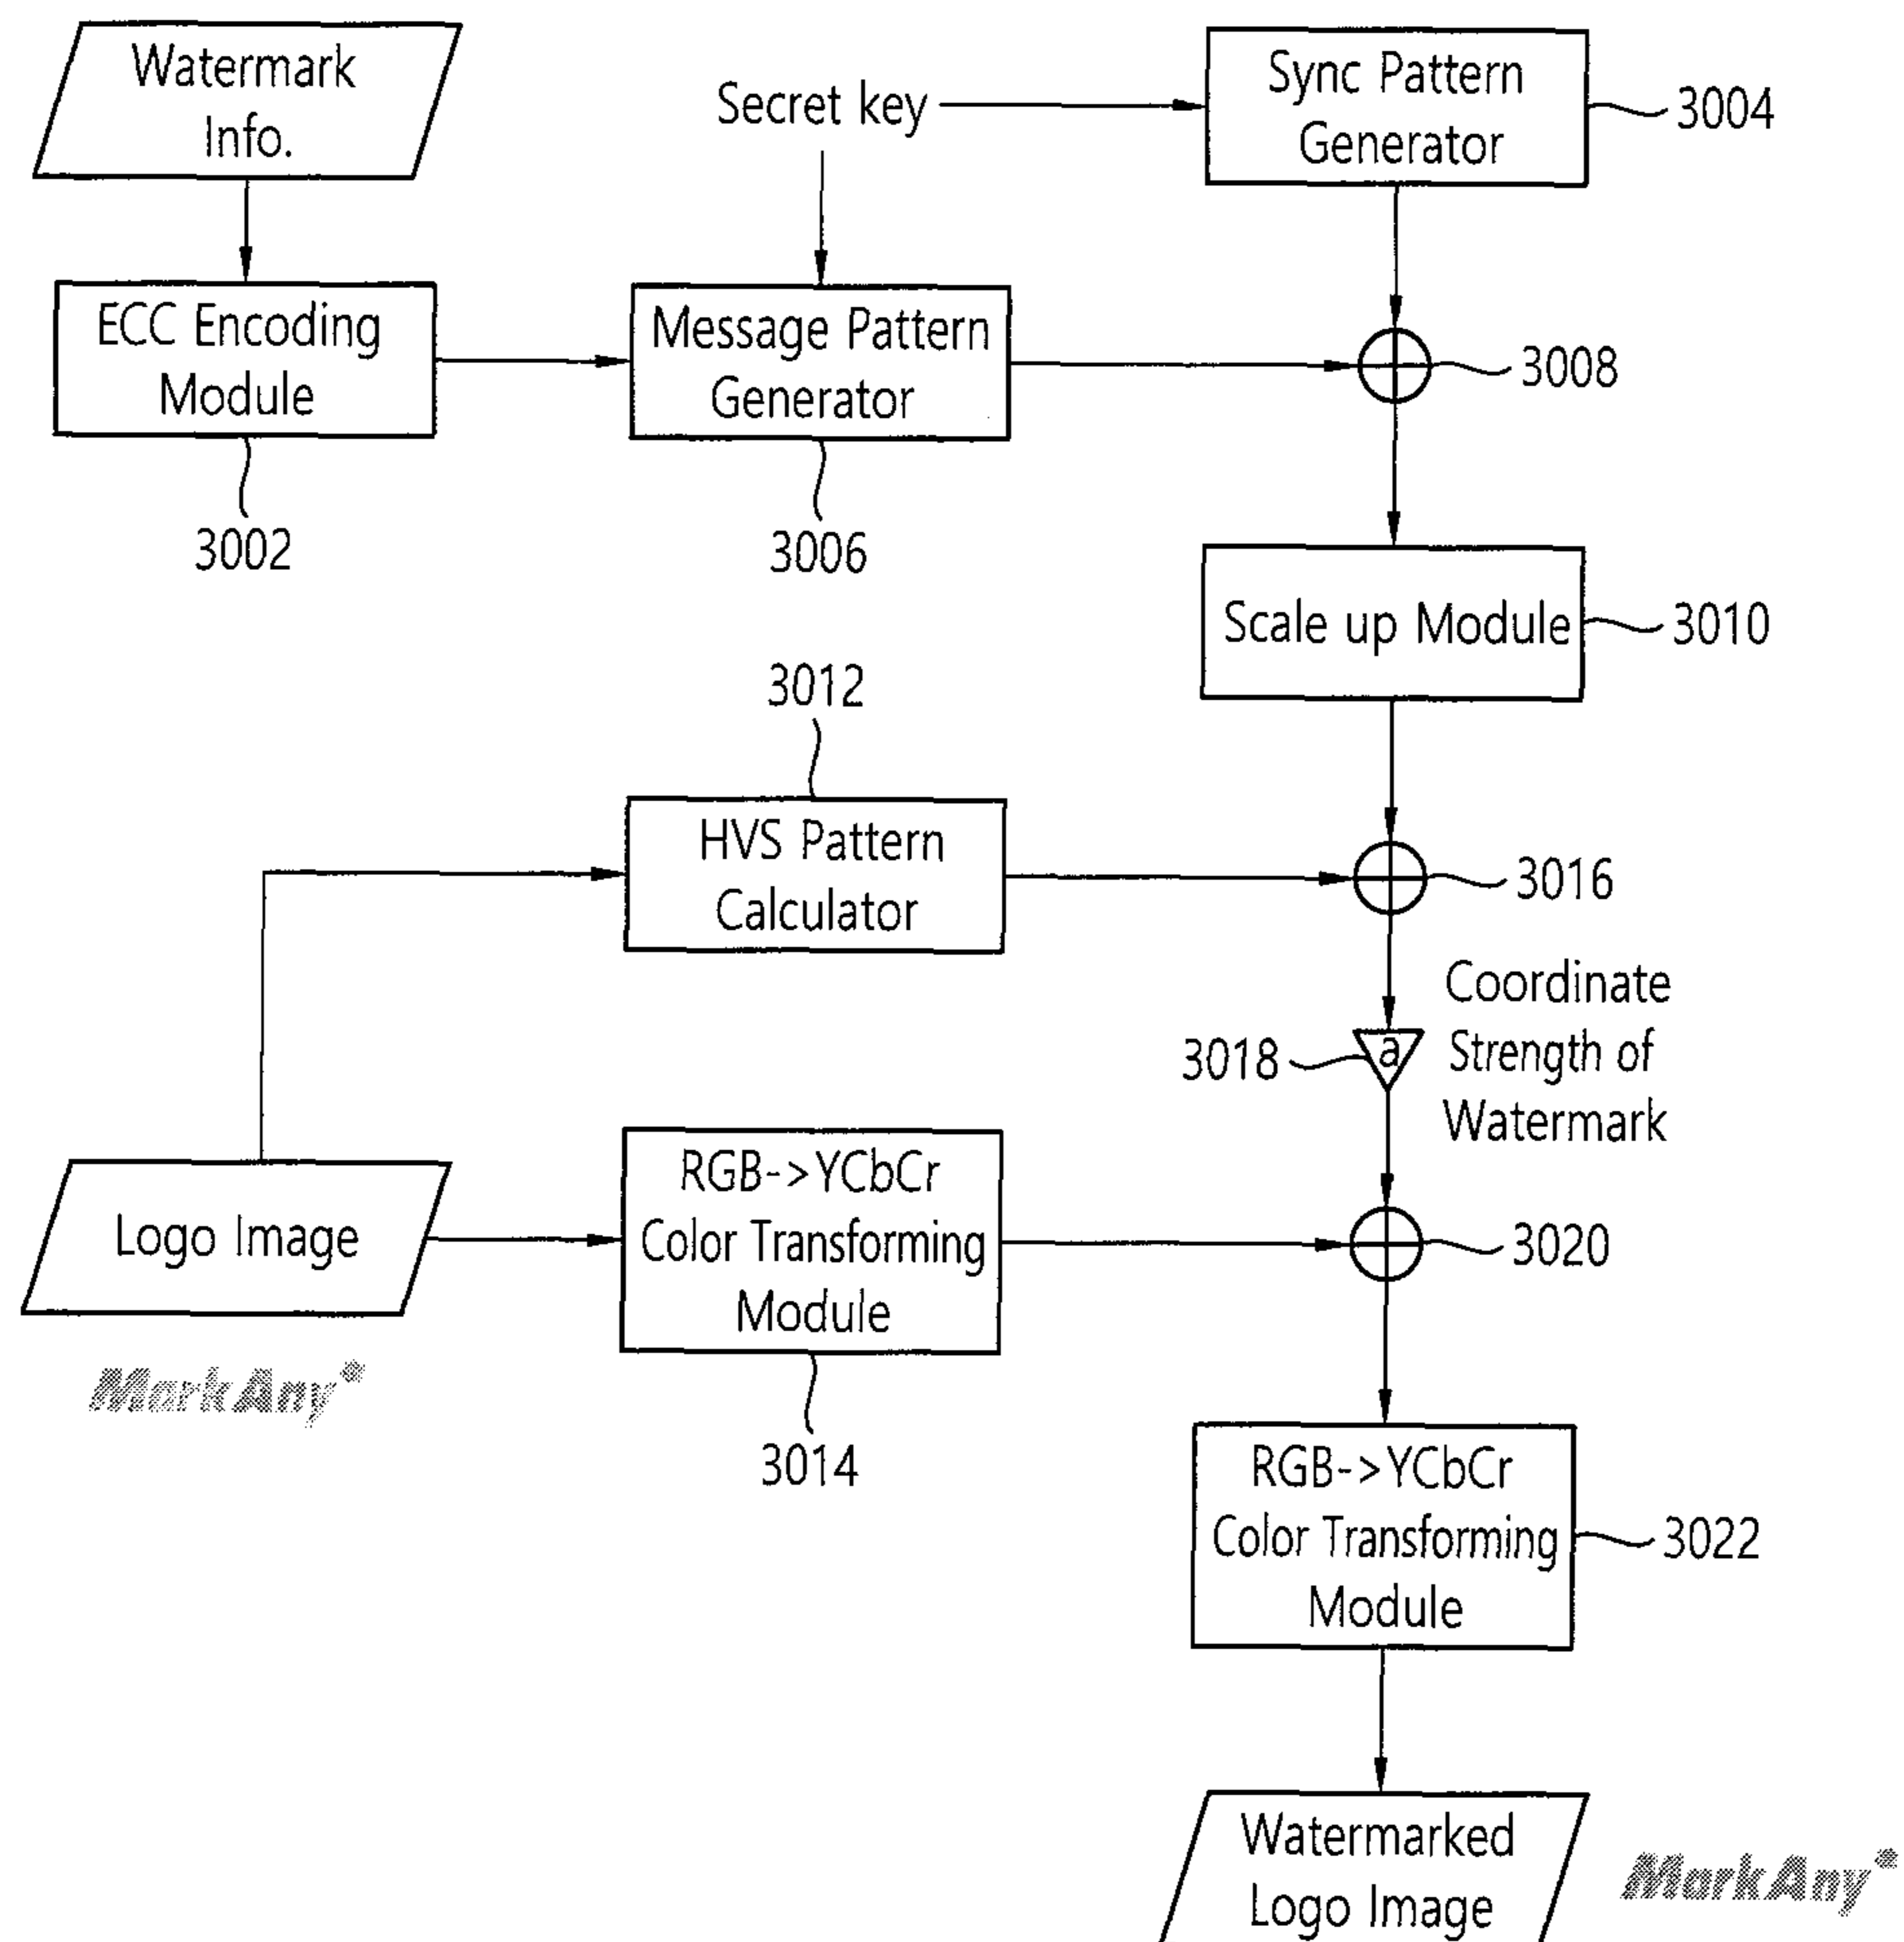 Watermark
Info.
Secret key
Sync Pattern
Generator
3004
ECC Encoding
Module
3002
Message Pattern
Generator
3006
3008
Scale up Module
3010
3012
HVS Pattern
Calculator
3016
Coordinate
Strength of
Watermark
3018
a
Logo Image
MarkAny®
RGB->YCbCr
Color Transforming
Module
3014
3020
RGB->YCbCr
Color Transforming
Module
3022
Watermarked
Logo Image
MarkAny®